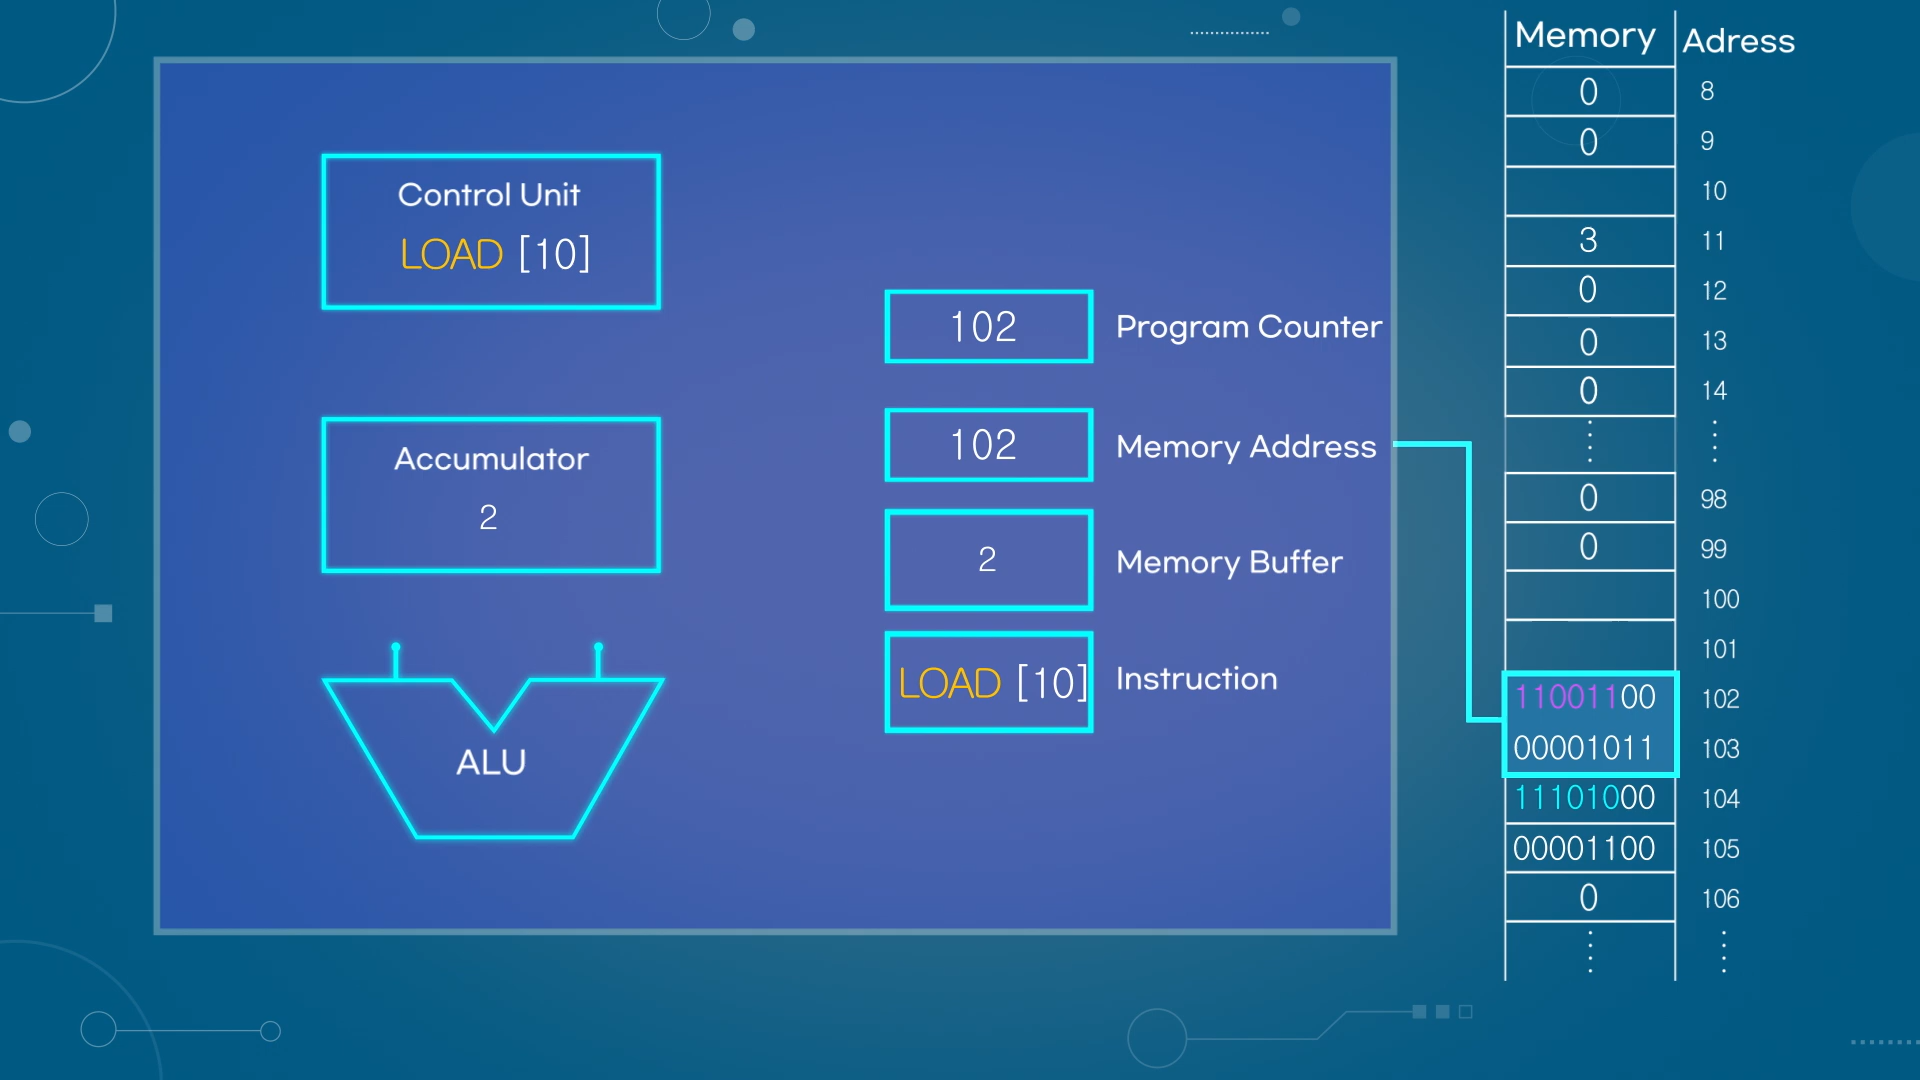 Control Unit
LOAD [10]
Accumulator
2
ALU
102 Program Counter
102 Memory Address
2 Memory Buffer
LOAD [10] Instruction
Memory Adress
0 8
0 9
10
3 11
0 12
0 13
0 14
0 98
0 99
100
101
11001100 102
00001011 103
11101000 104
00001100 105
0 106